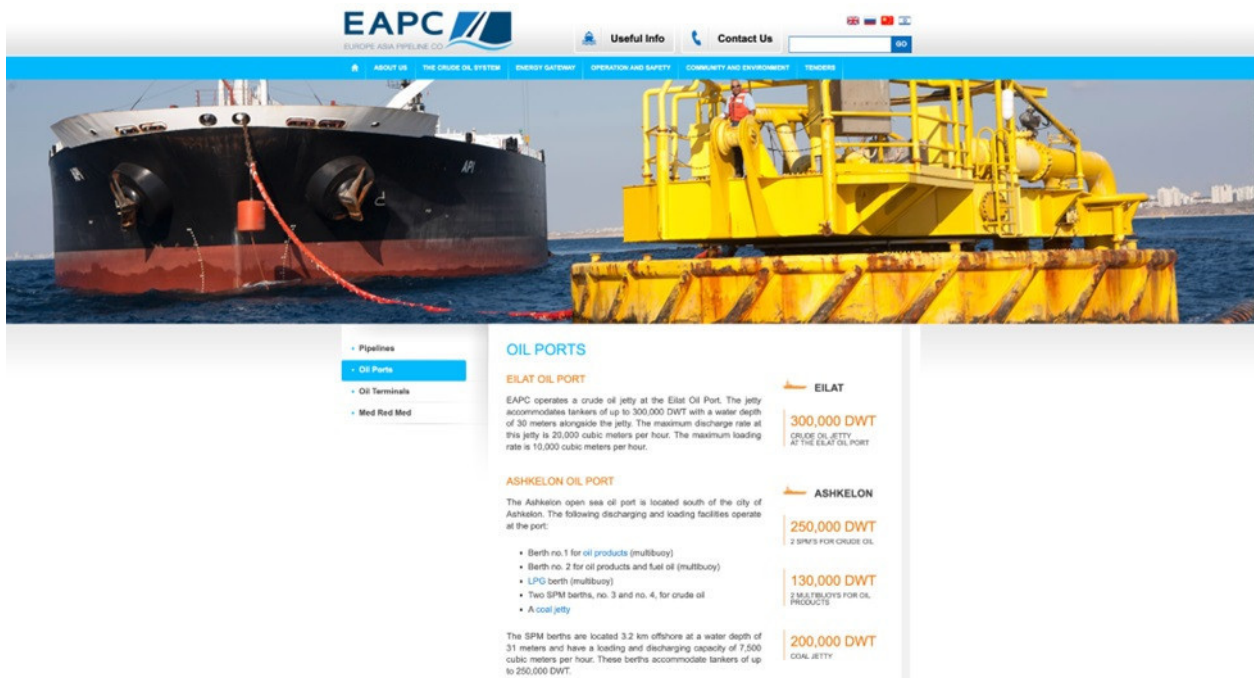 EAPC
EUROPE ASIA PIPELINE CO.
Useful Info
Contact Us
GO
ABOUT US
THE CRUDE OIL SYSTEM
ENERGY GATEWAY
OPERATION AND SAFETY
COMMUNITY AND ENVIRONMENT
TENDERS
API
• Pipelines
• Oil Ports
• Oil Terminals
• Med Red Med
OIL PORTS
EILAT OIL PORT
EAPC operates a crude oil jetty at the Eilat Oil Port. The jetty
accommodates tankers of up to 300,000 DWT with a water depth
of 30 meters alongside the jetty. The maximum discharge rate at
this jetty is 20,000 cubic meters per hour. The maximum loading
rate is 10,000 cubic meters per hour.
ASHKELON OIL PORT
The Ashkelon open sea oil port is located south of the city of
Ashkelon. The following discharging and loading facilities operate
at the port:
• Berth no.1 for oil products (multibuoy)
• Berth no. 2 for oil products and fuel oil (multibuoy)
• LPG berth (multibuoy)
• Two SPM berths, no. 3 and no. 4, for crude oil
• A coal jetty
The SPM berths are located 3.2 km offshore at a water depth of
31 meters and have a loading and discharging capacity of 7,500
cubic meters per hour. These berths accommodate tankers of up
to 250,000 DWT.
EILAT
300,000 DWT
CRUDE OIL JETTY
AT THE EILAT OIL PORT
ASHKELON
250,000 DWT
2 SPM'S FOR CRUDE OIL
130,000 DWT
2 MULTIBUOYS FOR OIL
PRODUCTS
200,000 DWT
COAL JETTY